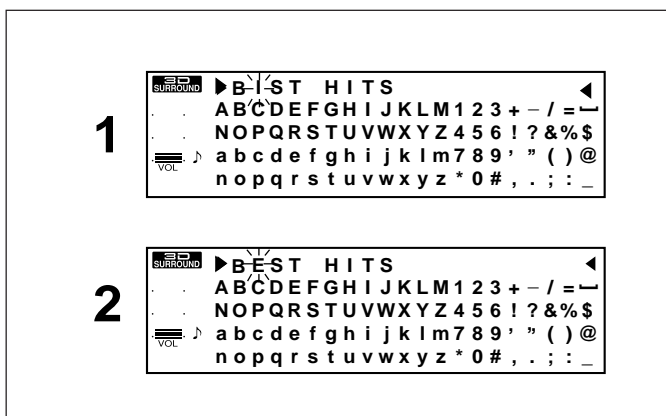 1
3D SURROUND ▶BIST HITS ◀
ABCDEFGHIJKLM123+–/=⎵
NOPQRSTUVWXYZ456!?&%$
VOL ♪ abcdefghijklm789’”()@
nopqrstuvwxyz*0#,.;:_
2
3D SURROUND ▶BEST HITS ◀
ABCDEFGHIJKLM123+–/=⎵
NOPQRSTUVWXYZ456!?&%$
VOL ♪ abcdefghijklm789’”()@
nopqrstuvwxyz*0#,.;:_